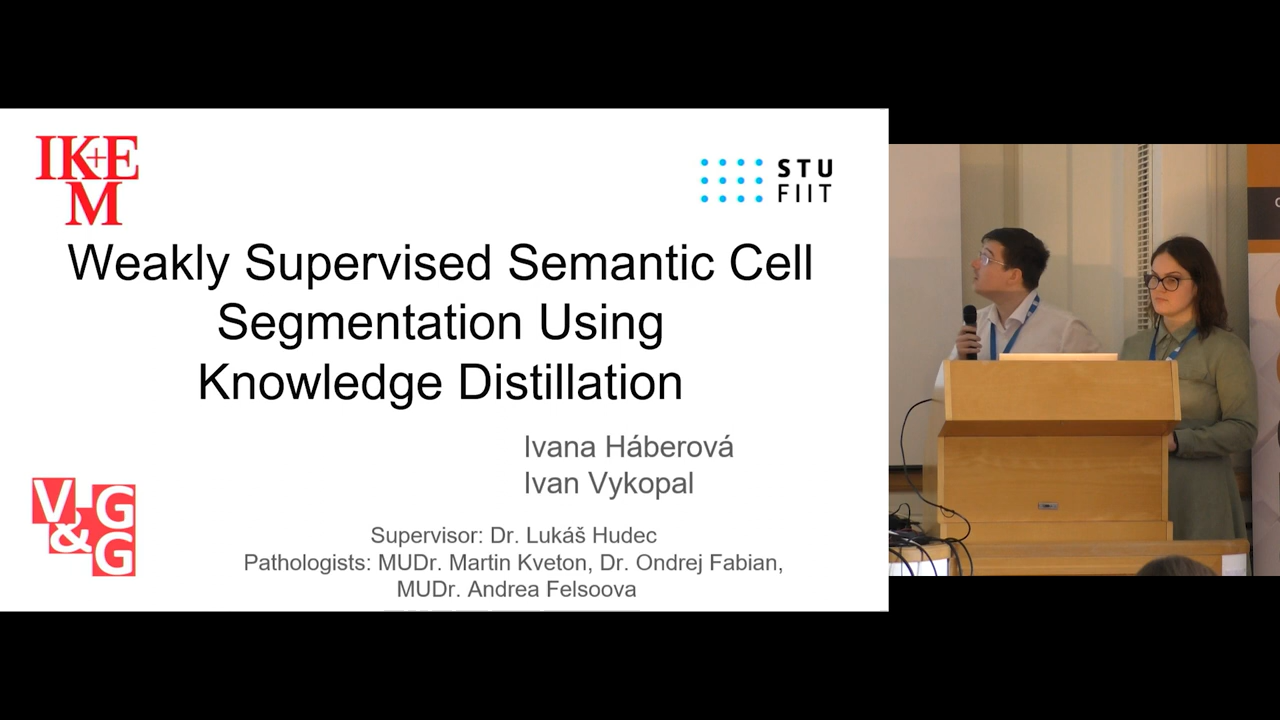 IK+E
M
STU
FIIT
Weakly Supervised Semantic Cell
Segmentation Using
Knowledge Distillation
Ivana Háberová
Ivan Vykopal
V
&
G
G
Supervisor: Dr. Lukáš Hudec
Pathologists: MUDr. Martin Kveton, Dr. Ondrej Fabian,
MUDr. Andrea Felsoova